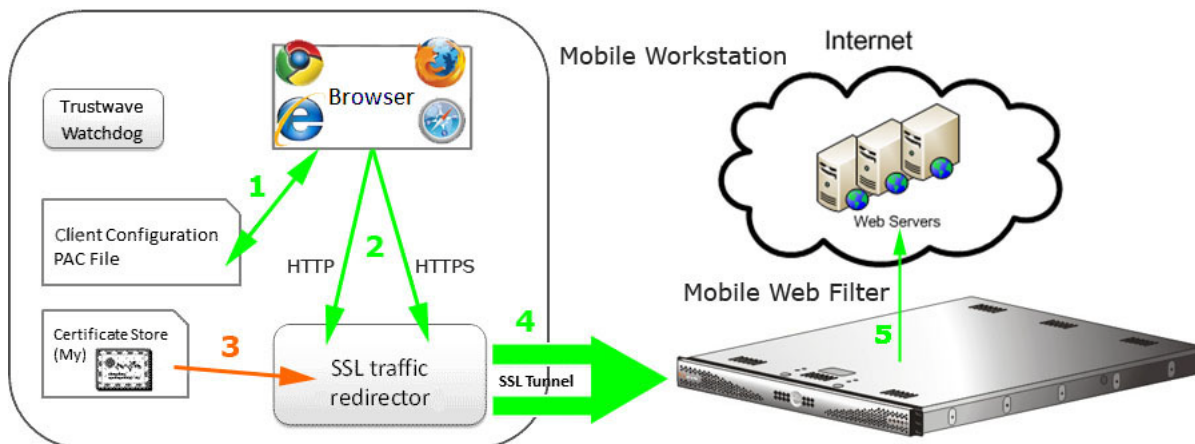 Mobile Workstation
Trustwave
Watchdog
Browser
1
Client Configuration
PAC File
2
HTTP
HTTPS
Certificate Store
(My)
3
SSL traffic
redirector
4
SSL Tunnel
Internet
Web Servers
Mobile Web Filter
5